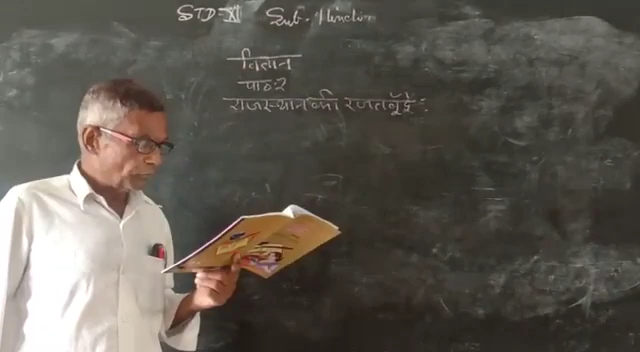 STD-XI Sub. Hindi
वितान
पाठ:2
राजस्थान की रजत बूँदें :